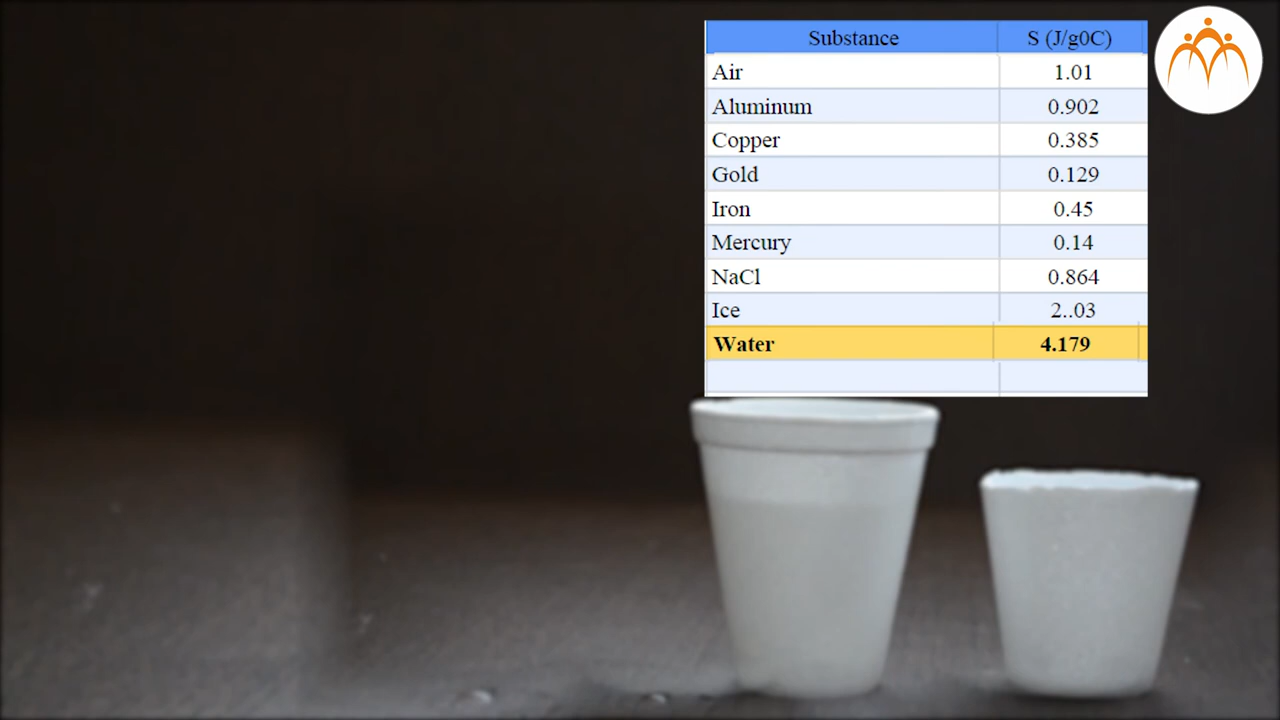 Substance S (J/g0C)
Air 1.01
Aluminum 0.902
Copper 0.385
Gold 0.129
Iron 0.45
Mercury 0.14
NaCl 0.864
Ice 2..03
Water 4.179